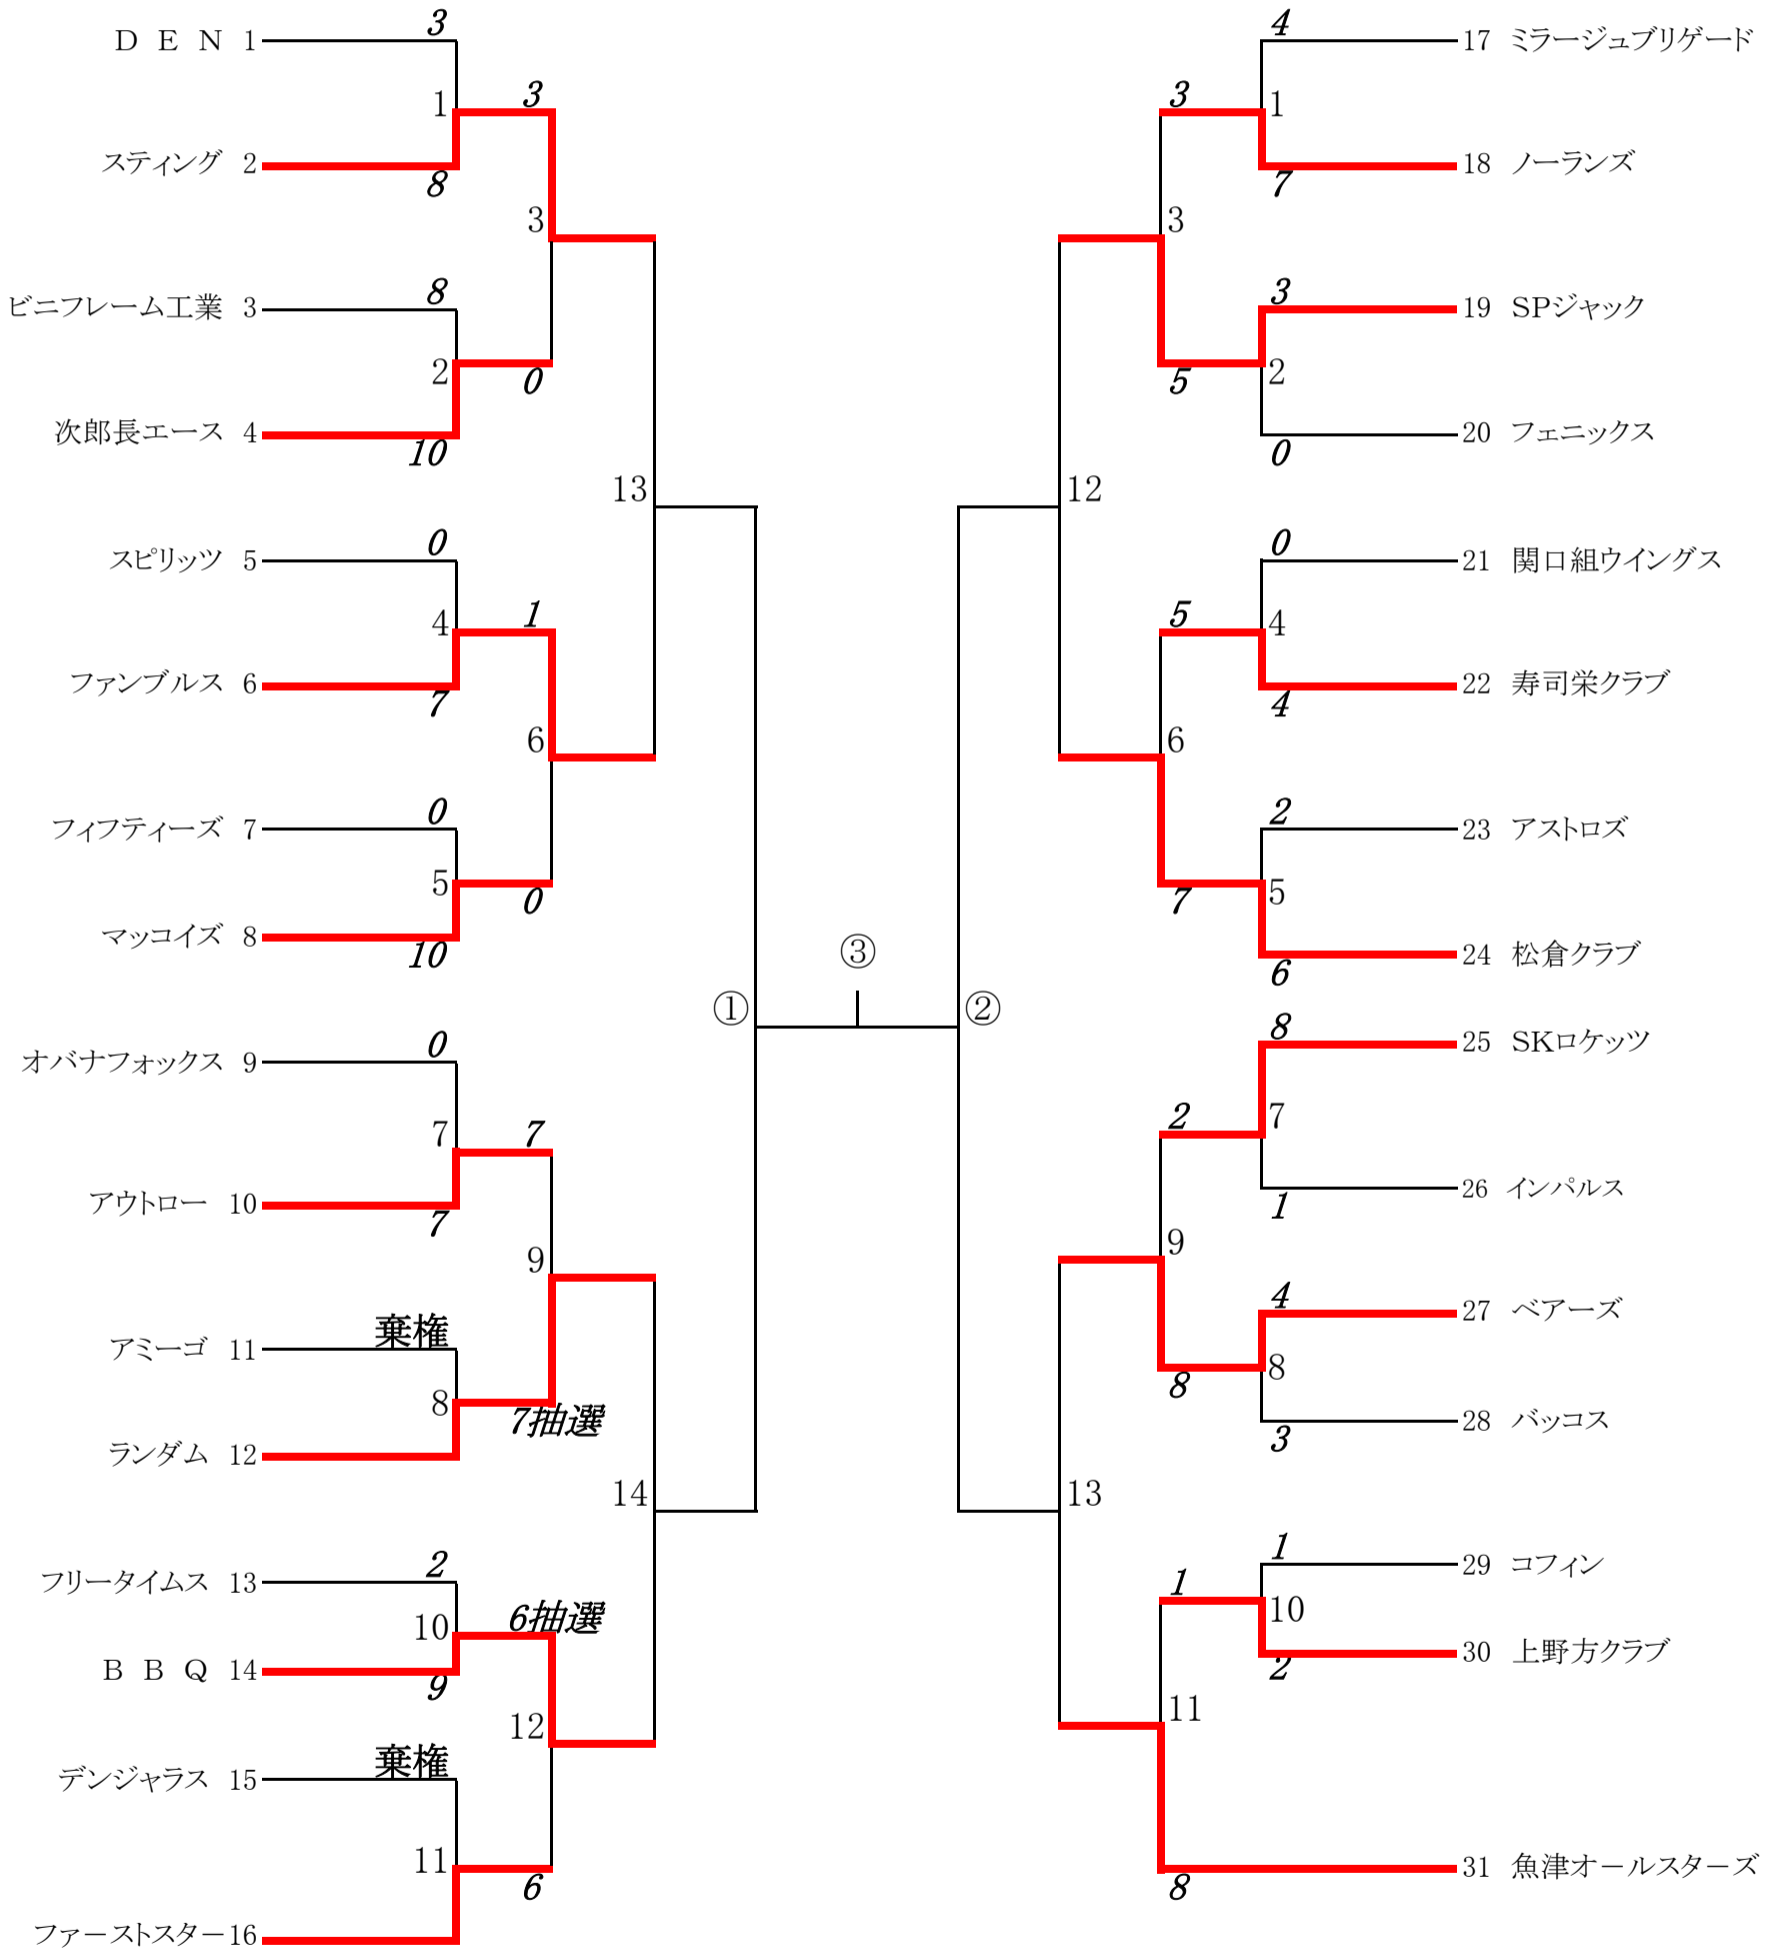 3
D E N 1
1
3
スティング 2
8
3
8
ビニフレーム工業 3
2
0
次郎長エース 4
10
13
0
スピリッツ 5
4
1
ファンブルス 6
7
6
0
フィフティーズ 7
5
0
マッコイズ 8
10
①
0
オバナフォックス 9
7
7
アウトロー 10
7
9
棄権
アミーゴ 11
8
7抽選
ランダム 12
14
2
フリータイムス 13
10
6抽選
B B Q 14
9
12
棄権
デンジャラス 15
11
6
ファーストスター16
③
4
17 ミラージュブリゲード
3
1
18 ノーランズ
7
3
3
19 SPジャック
5
2
20 フェニックス
0
12
0
21 関口組ウイングス
5
4
22 寿司栄クラブ
4
6
2
23 アストロズ
7
5
24 松倉クラブ
6
②
8
25 SKロケッツ
2
7
26 インパルス
1
9
4
27 ベアーズ
8
8
28 バッコス
3
13
1
29 コフィン
1
10
30 上野方クラブ
2
11
31 魚津オールスターズ
8